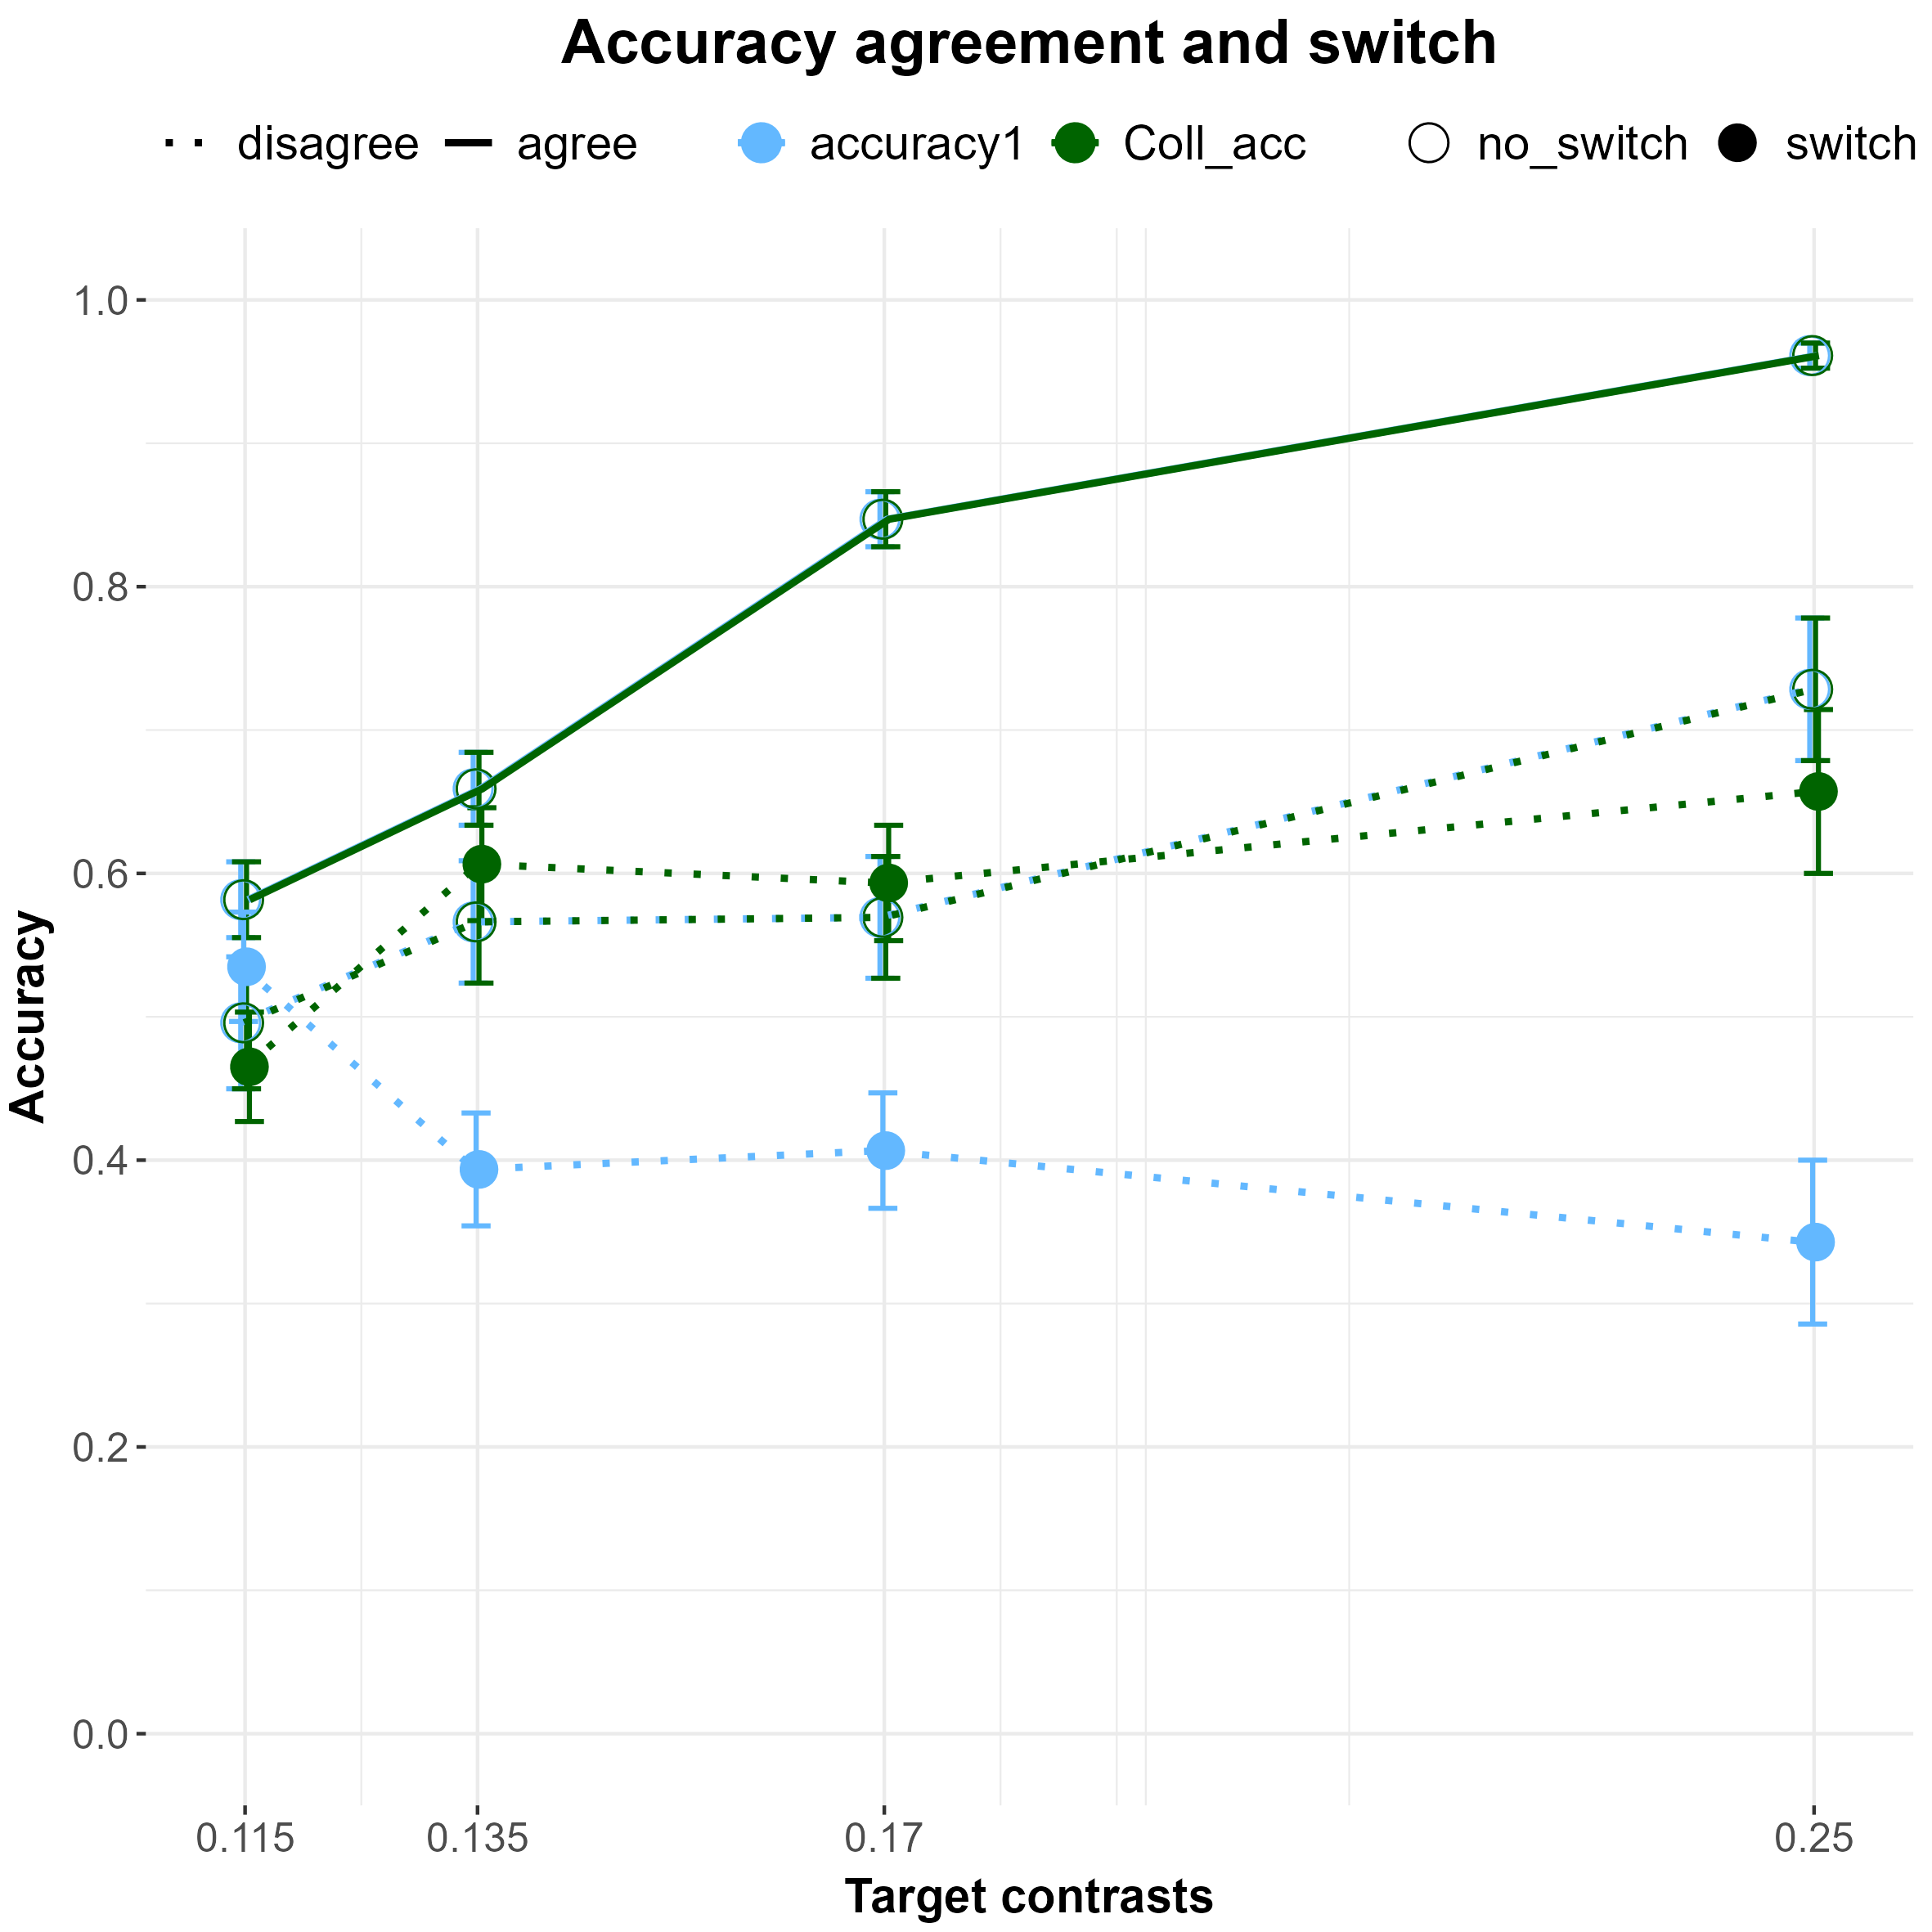 Accuracy agreement and switch
disagree agree accuracy1 Coll_acc no_switch switch
Accuracy
1.0
0.8
0.6
0.4
0.2
0.0
0.115 0.135 0.17 0.25
Target contrasts